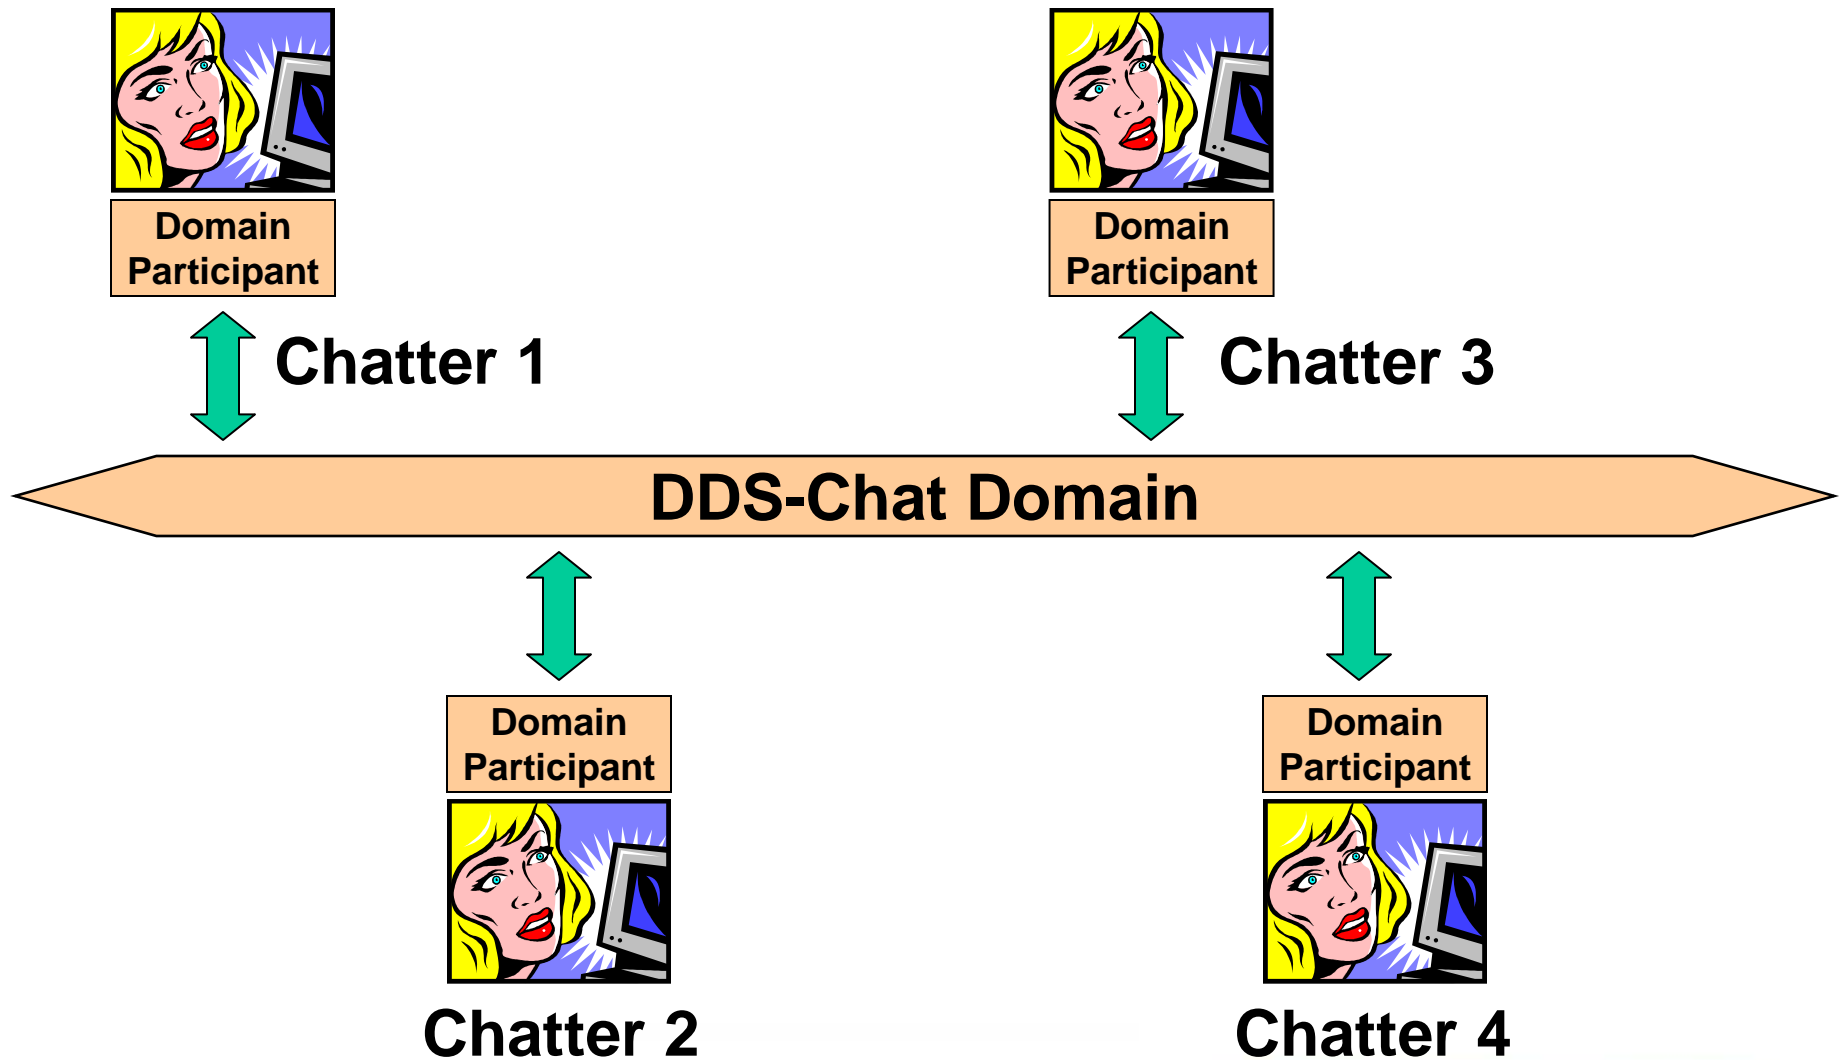 Domain
Participant
Domain
Participant
Chatter 1
Chatter 3
DDS-Chat Domain
Domain
Participant
Domain
Participant
Chatter 2
Chatter 4